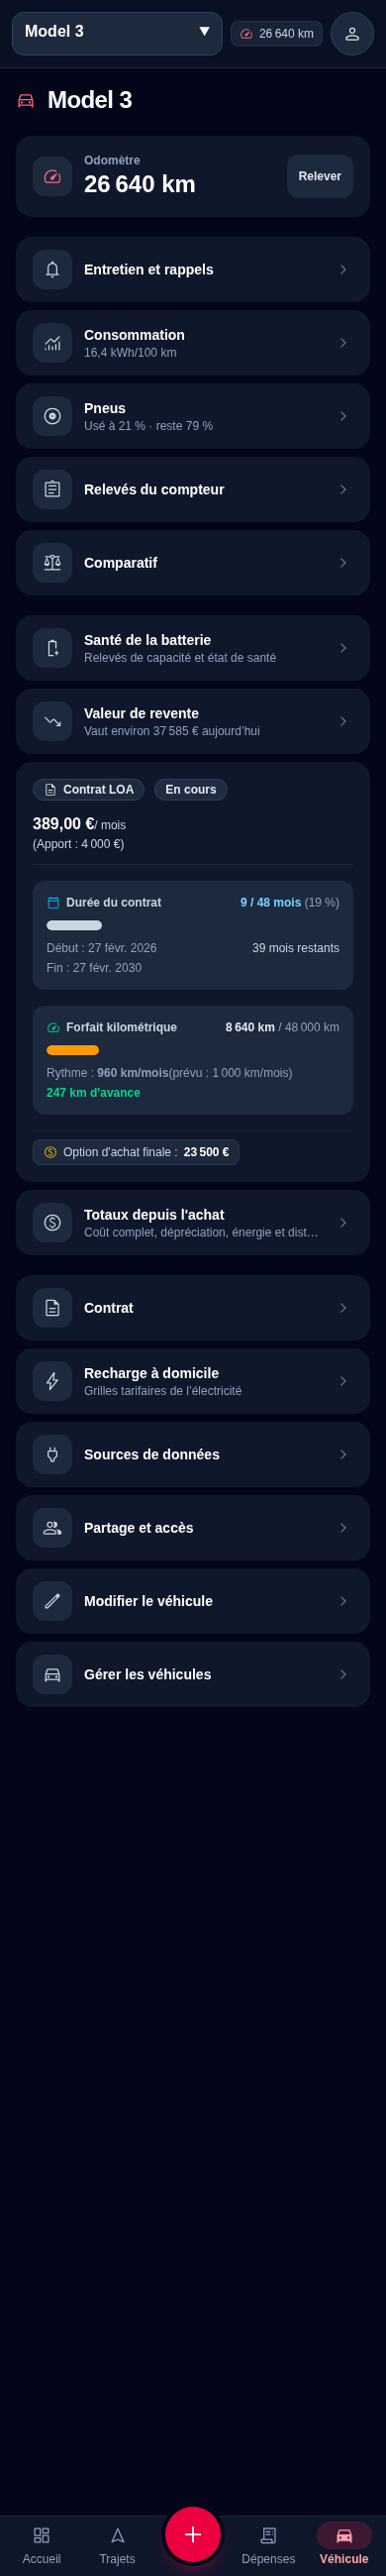 Model 3
26 640 km
Model 3
Odomètre
26 640 km
Relever
Entretien et rappels
Consommation
16,4 kWh/100 km
Pneus
Usé à 21 % · reste 79 %
Relevés du compteur
Comparatif
Santé de la batterie
Relevés de capacité et état de santé
Valeur de revente
Vaut environ 37 585 € aujourd’hui
Contrat LOA
En cours
389,00 €/ mois
(Apport : 4 000 €)
Durée du contrat
9 / 48 mois (19 %)
Début : 27 févr. 2026
39 mois restants
Fin : 27 févr. 2030
Forfait kilométrique
8 640 km / 48 000 km
Rythme : 960 km/mois(prévu : 1 000 km/mois)
247 km d'avance
Option d'achat finale : 23 500 €
Totaux depuis l'achat
Coût complet, dépréciation, énergie et dist…
Contrat
Recharge à domicile
Grilles tarifaires de l’électricité
Sources de données
Partage et accès
Modifier le véhicule
Gérer les véhicules
Accueil
Trajets
Dépenses
Véhicule